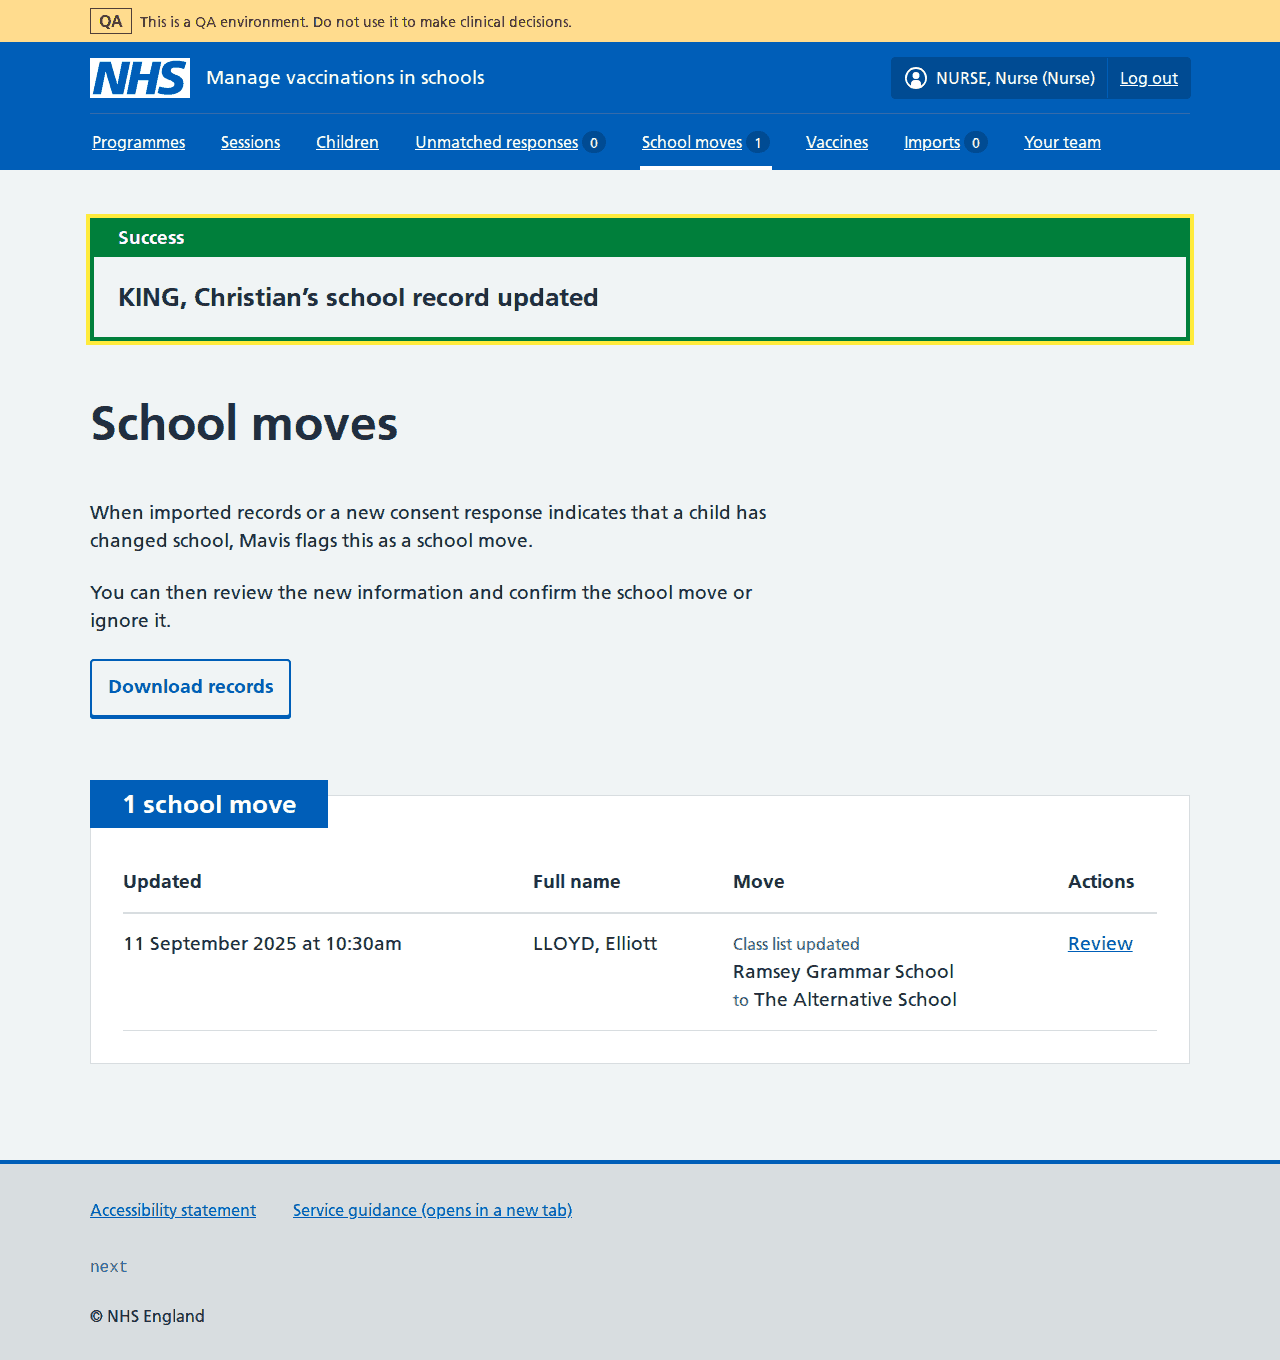 QA This is a QA environment. Do not use it to make clinical decisions.
NHS Manage vaccinations in schools NURSE, Nurse (Nurse) Log out
Programmes Sessions Children Unmatched responses 0 School moves 1 Vaccines Imports 0 Your team
Success
KING, Christian’s school record updated
School moves
When imported records or a new consent response indicates that a child has
changed school, Mavis flags this as a school move.
You can then review the new information and confirm the school move or
ignore it.
Download records
1 school move
Updated Full name Move Actions
11 September 2025 at 10:30am LLOYD, Elliott Class list updated Review
Ramsey Grammar School
to The Alternative School
Accessibility statement Service guidance (opens in a new tab)
next
© NHS England